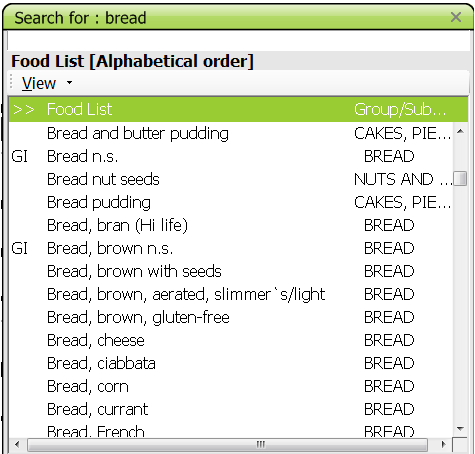 Search for : bread
Food List [Alphabetical order]
View
>> Food List Group/Sub...
Bread and butter pudding CAKES, PIE...
GI Bread n.s. BREAD
Bread nut seeds NUTS AND ...
Bread pudding CAKES, PIE...
Bread, bran (Hi life) BREAD
GI Bread, brown n.s. BREAD
Bread, brown with seeds BREAD
Bread, brown, aerated, slimmer`s/light BREAD
Bread, brown, gluten-free BREAD
Bread, cheese BREAD
Bread, ciabbata BREAD
Bread, corn BREAD
Bread, currant BREAD
Bread, French BREAD